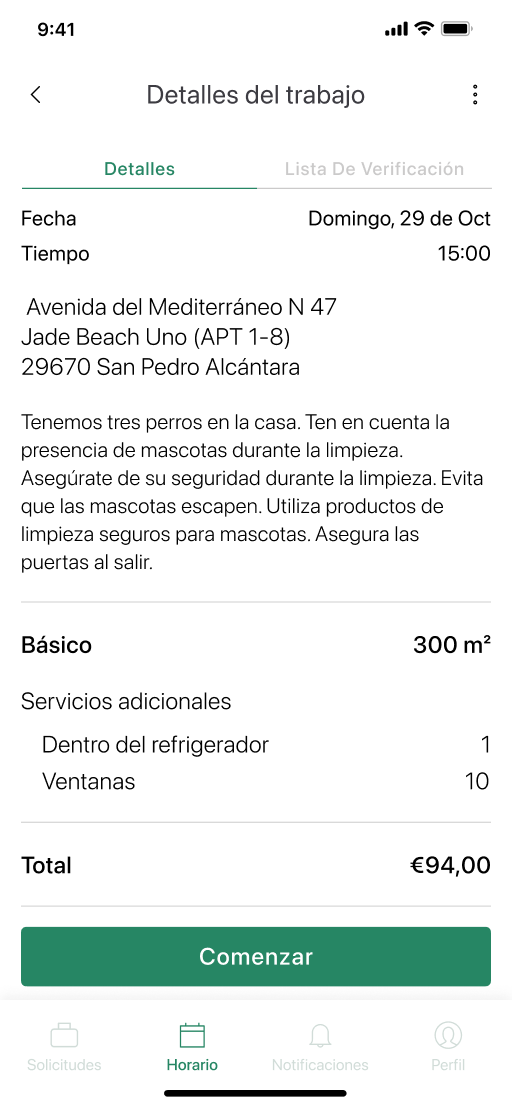 9:41
Detalles del trabajo
Detalles Lista De Verificación
Fecha Domingo, 29 de Oct
Tiempo 15:00
Avenida del Mediterráneo N 47
Jade Beach Uno (APT 1-8)
29670 San Pedro Alcántara
Tenemos tres perros en la casa. Ten en cuenta la
presencia de mascotas durante la limpieza.
Asegúrate de su seguridad durante la limpieza. Evita
que las mascotas escapen. Utiliza productos de
limpieza seguros para mascotas. Asegura las
puertas al salir.
Básico 300 m²
Servicios adicionales
Dentro del refrigerador 1
Ventanas 10
Total €94,00
Comenzar
Solicitudes Horario Notificaciones Perfil